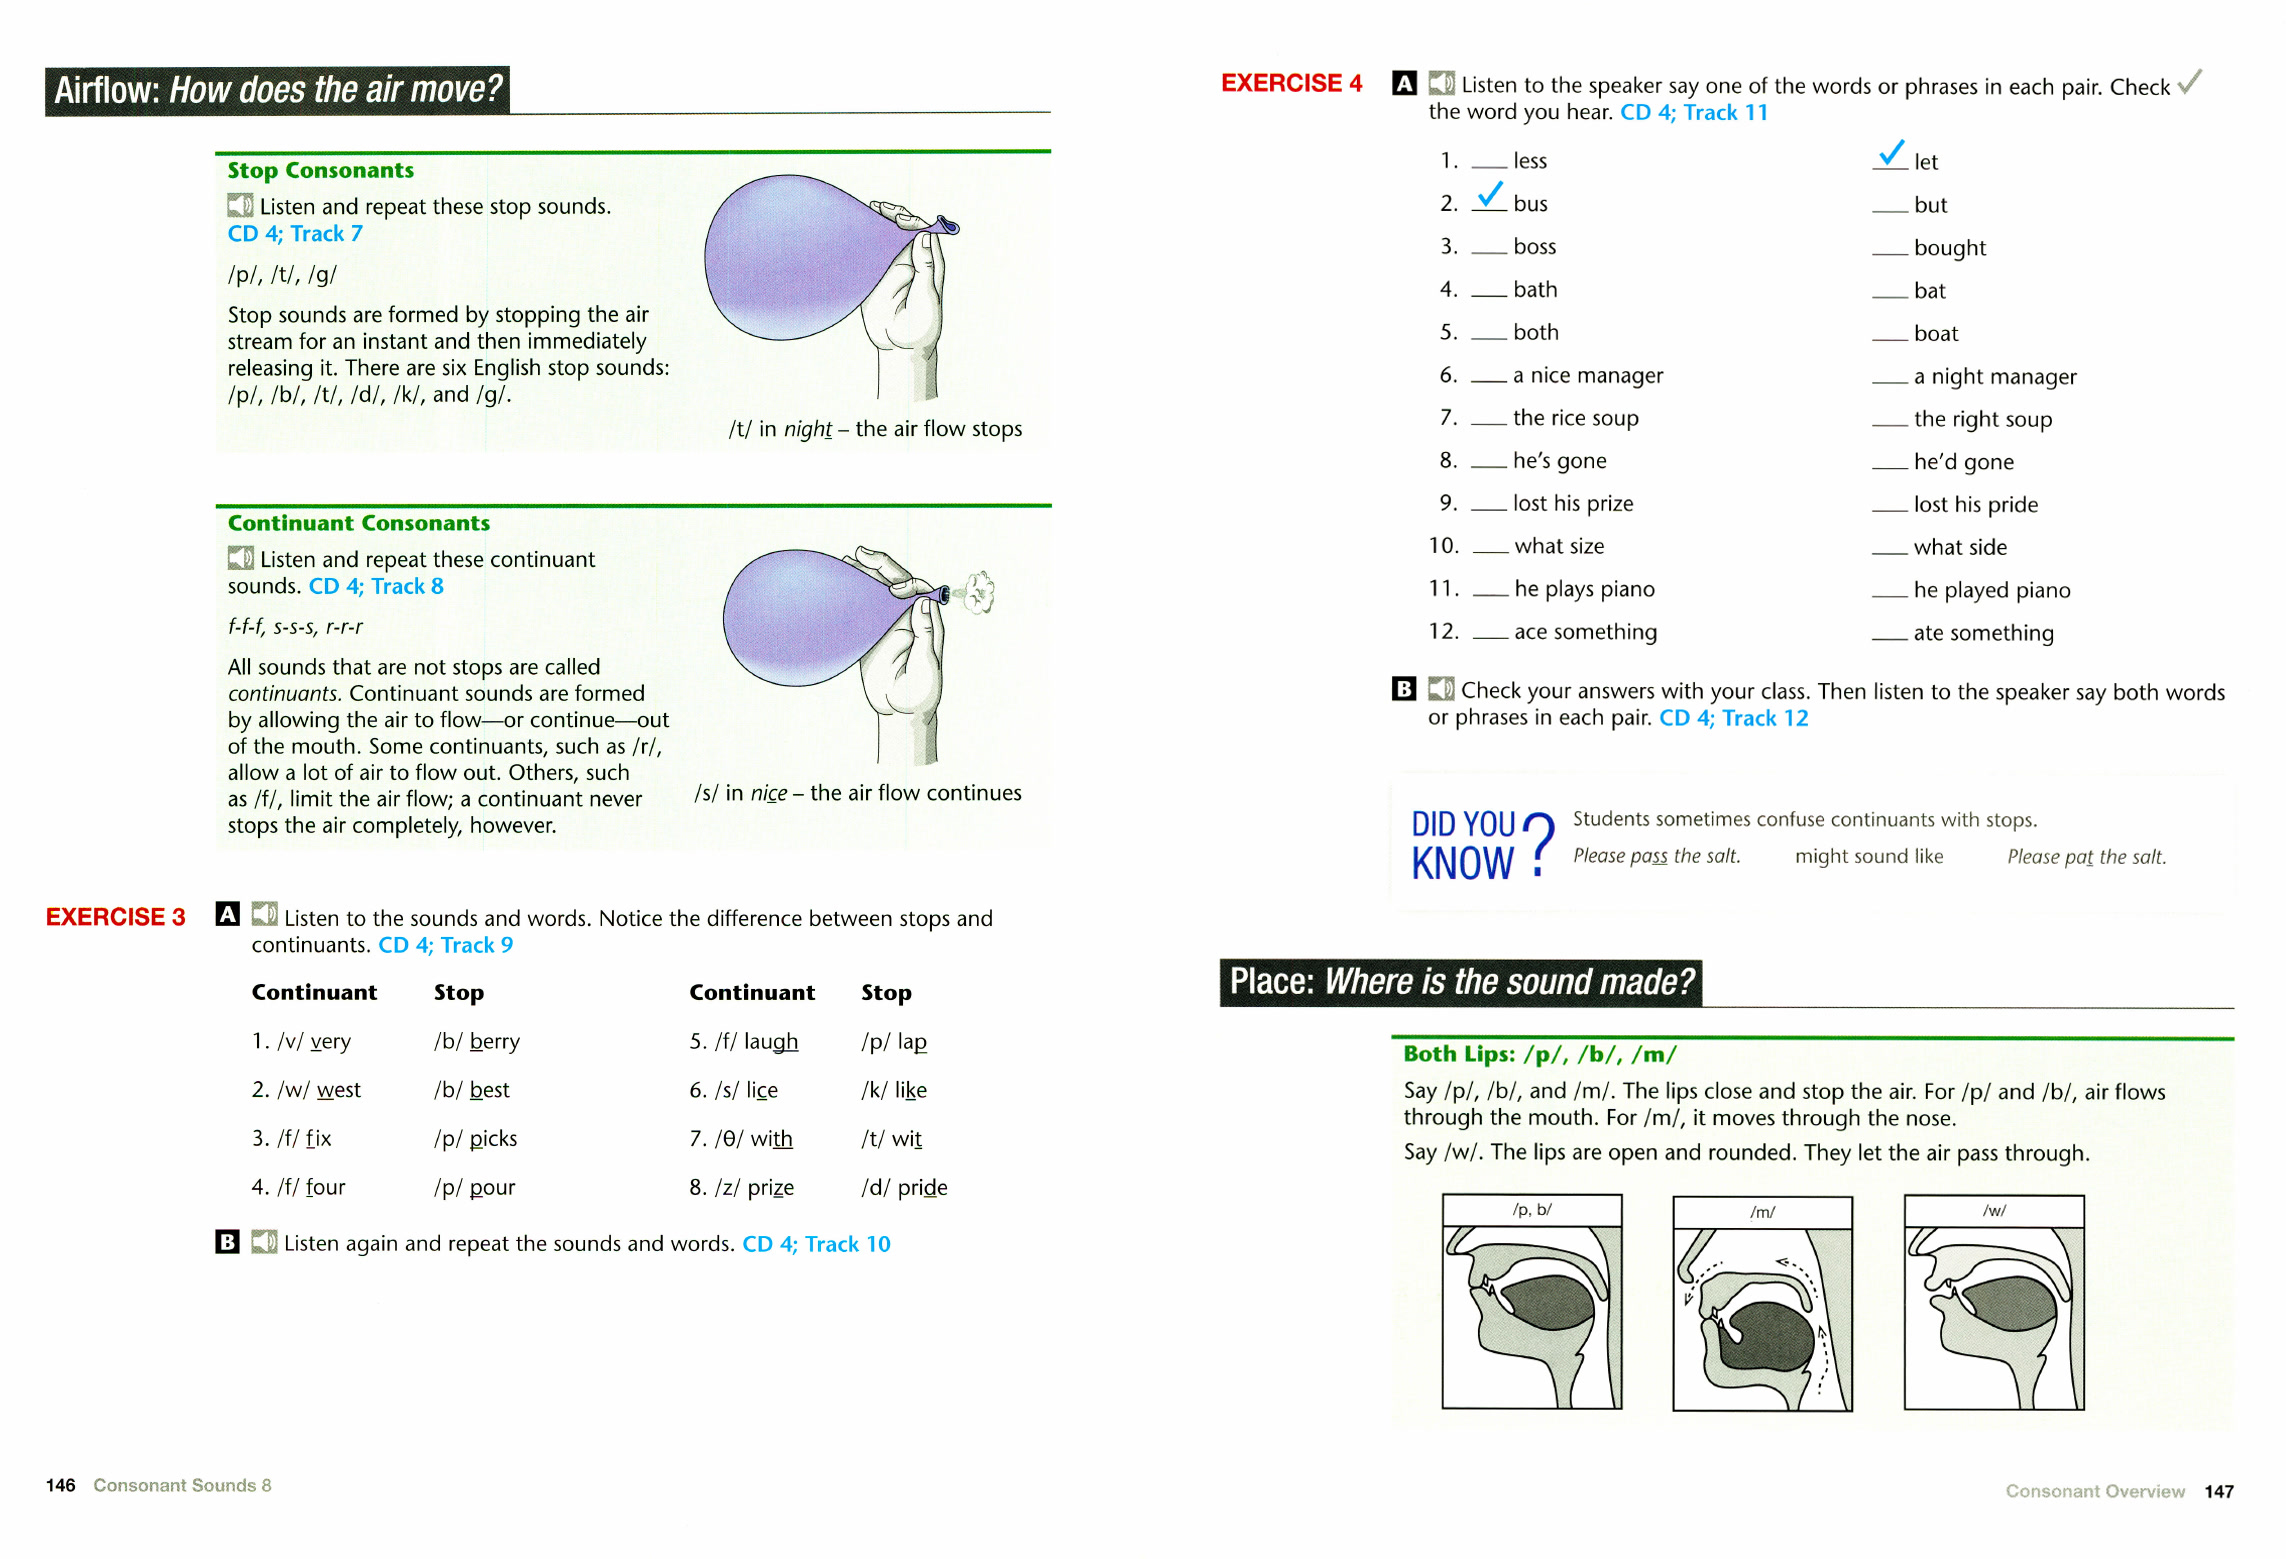 Airflow: How does the air move?
Stop Consonants
Listen and repeat these stop sounds.
CD 4; Track 7
/p/, /t/, /g/
Stop sounds are formed by stopping the air
stream for an instant and then immediately
releasing it. There are six English stop sounds:
/p/, /b/, /t/, /d/, /k/, and /g/.
/t/ in night – the air flow stops
Continuant Consonants
Listen and repeat these continuant
sounds. CD 4; Track 8
f-f-f, s-s-s, r-r-r
All sounds that are not stops are called
continuants. Continuant sounds are formed
by allowing the air to flow—or continue—out
of the mouth. Some continuants, such as /r/,
allow a lot of air to flow out. Others, such
as /f/, limit the air flow; a continuant never
stops the air completely, however.
/s/ in nice – the air flow continues
EXERCISE 3 A Listen to the sounds and words. Notice the difference between stops and
continuants. CD 4; Track 9
Continuant Stop Continuant Stop
1. /v/ very /b/ berry 5. /f/ laugh /p/ lap
2. /w/ west /b/ best 6. /s/ lice /k/ like
3. /f/ fix /p/ picks 7. /θ/ with /t/ wit
4. /f/ four /p/ pour 8. /z/ prize /d/ pride
B Listen again and repeat the sounds and words. CD 4; Track 10
146 Consonant Sounds 8
EXERCISE 4 A Listen to the speaker say one of the words or phrases in each pair. Check ✓
the word you hear. CD 4; Track 11
1. ___ less ✓ let
2. ✓ bus ___ but
3. ___ boss ___ bought
4. ___ bath ___ bat
5. ___ both ___ boat
6. ___ a nice manager ___ a night manager
7. ___ the rice soup ___ the right soup
8. ___ he's gone ___ he'd gone
9. ___ lost his prize ___ lost his pride
10. ___ what size ___ what side
11. ___ he plays piano ___ he played piano
12. ___ ace something ___ ate something
B Check your answers with your class. Then listen to the speaker say both words
or phrases in each pair. CD 4; Track 12
DID YOU KNOW?
Students sometimes confuse continuants with stops.
Please pass the salt. might sound like Please pat the salt.
Place: Where is the sound made?
Both Lips: /p/, /b/, /m/
Say /p/, /b/, and /m/. The lips close and stop the air. For /p/ and /b/, air flows
through the mouth. For /m/, it moves through the nose.
Say /w/. The lips are open and rounded. They let the air pass through.
/p, b/ /m/ /w/
Consonant Overview 147